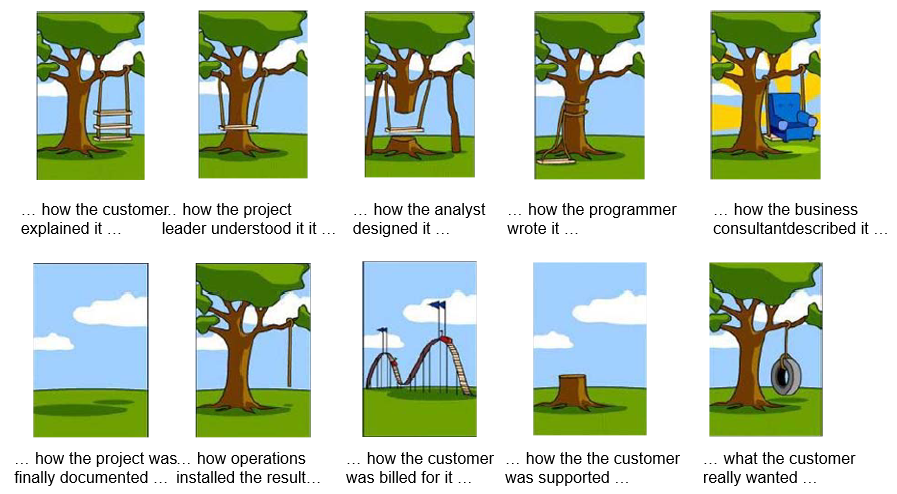 … how the customer
explained it …
.. how the project
leader understood it it …
… how the analyst
designed it …
… how the programmer
wrote it …
… how the business
consultantdescribed it …
… how the project was
finally documented …
… how operations
installed the result…
… how the customer
was billed for it …
… how the the customer
was supported …
… what the customer
really wanted …